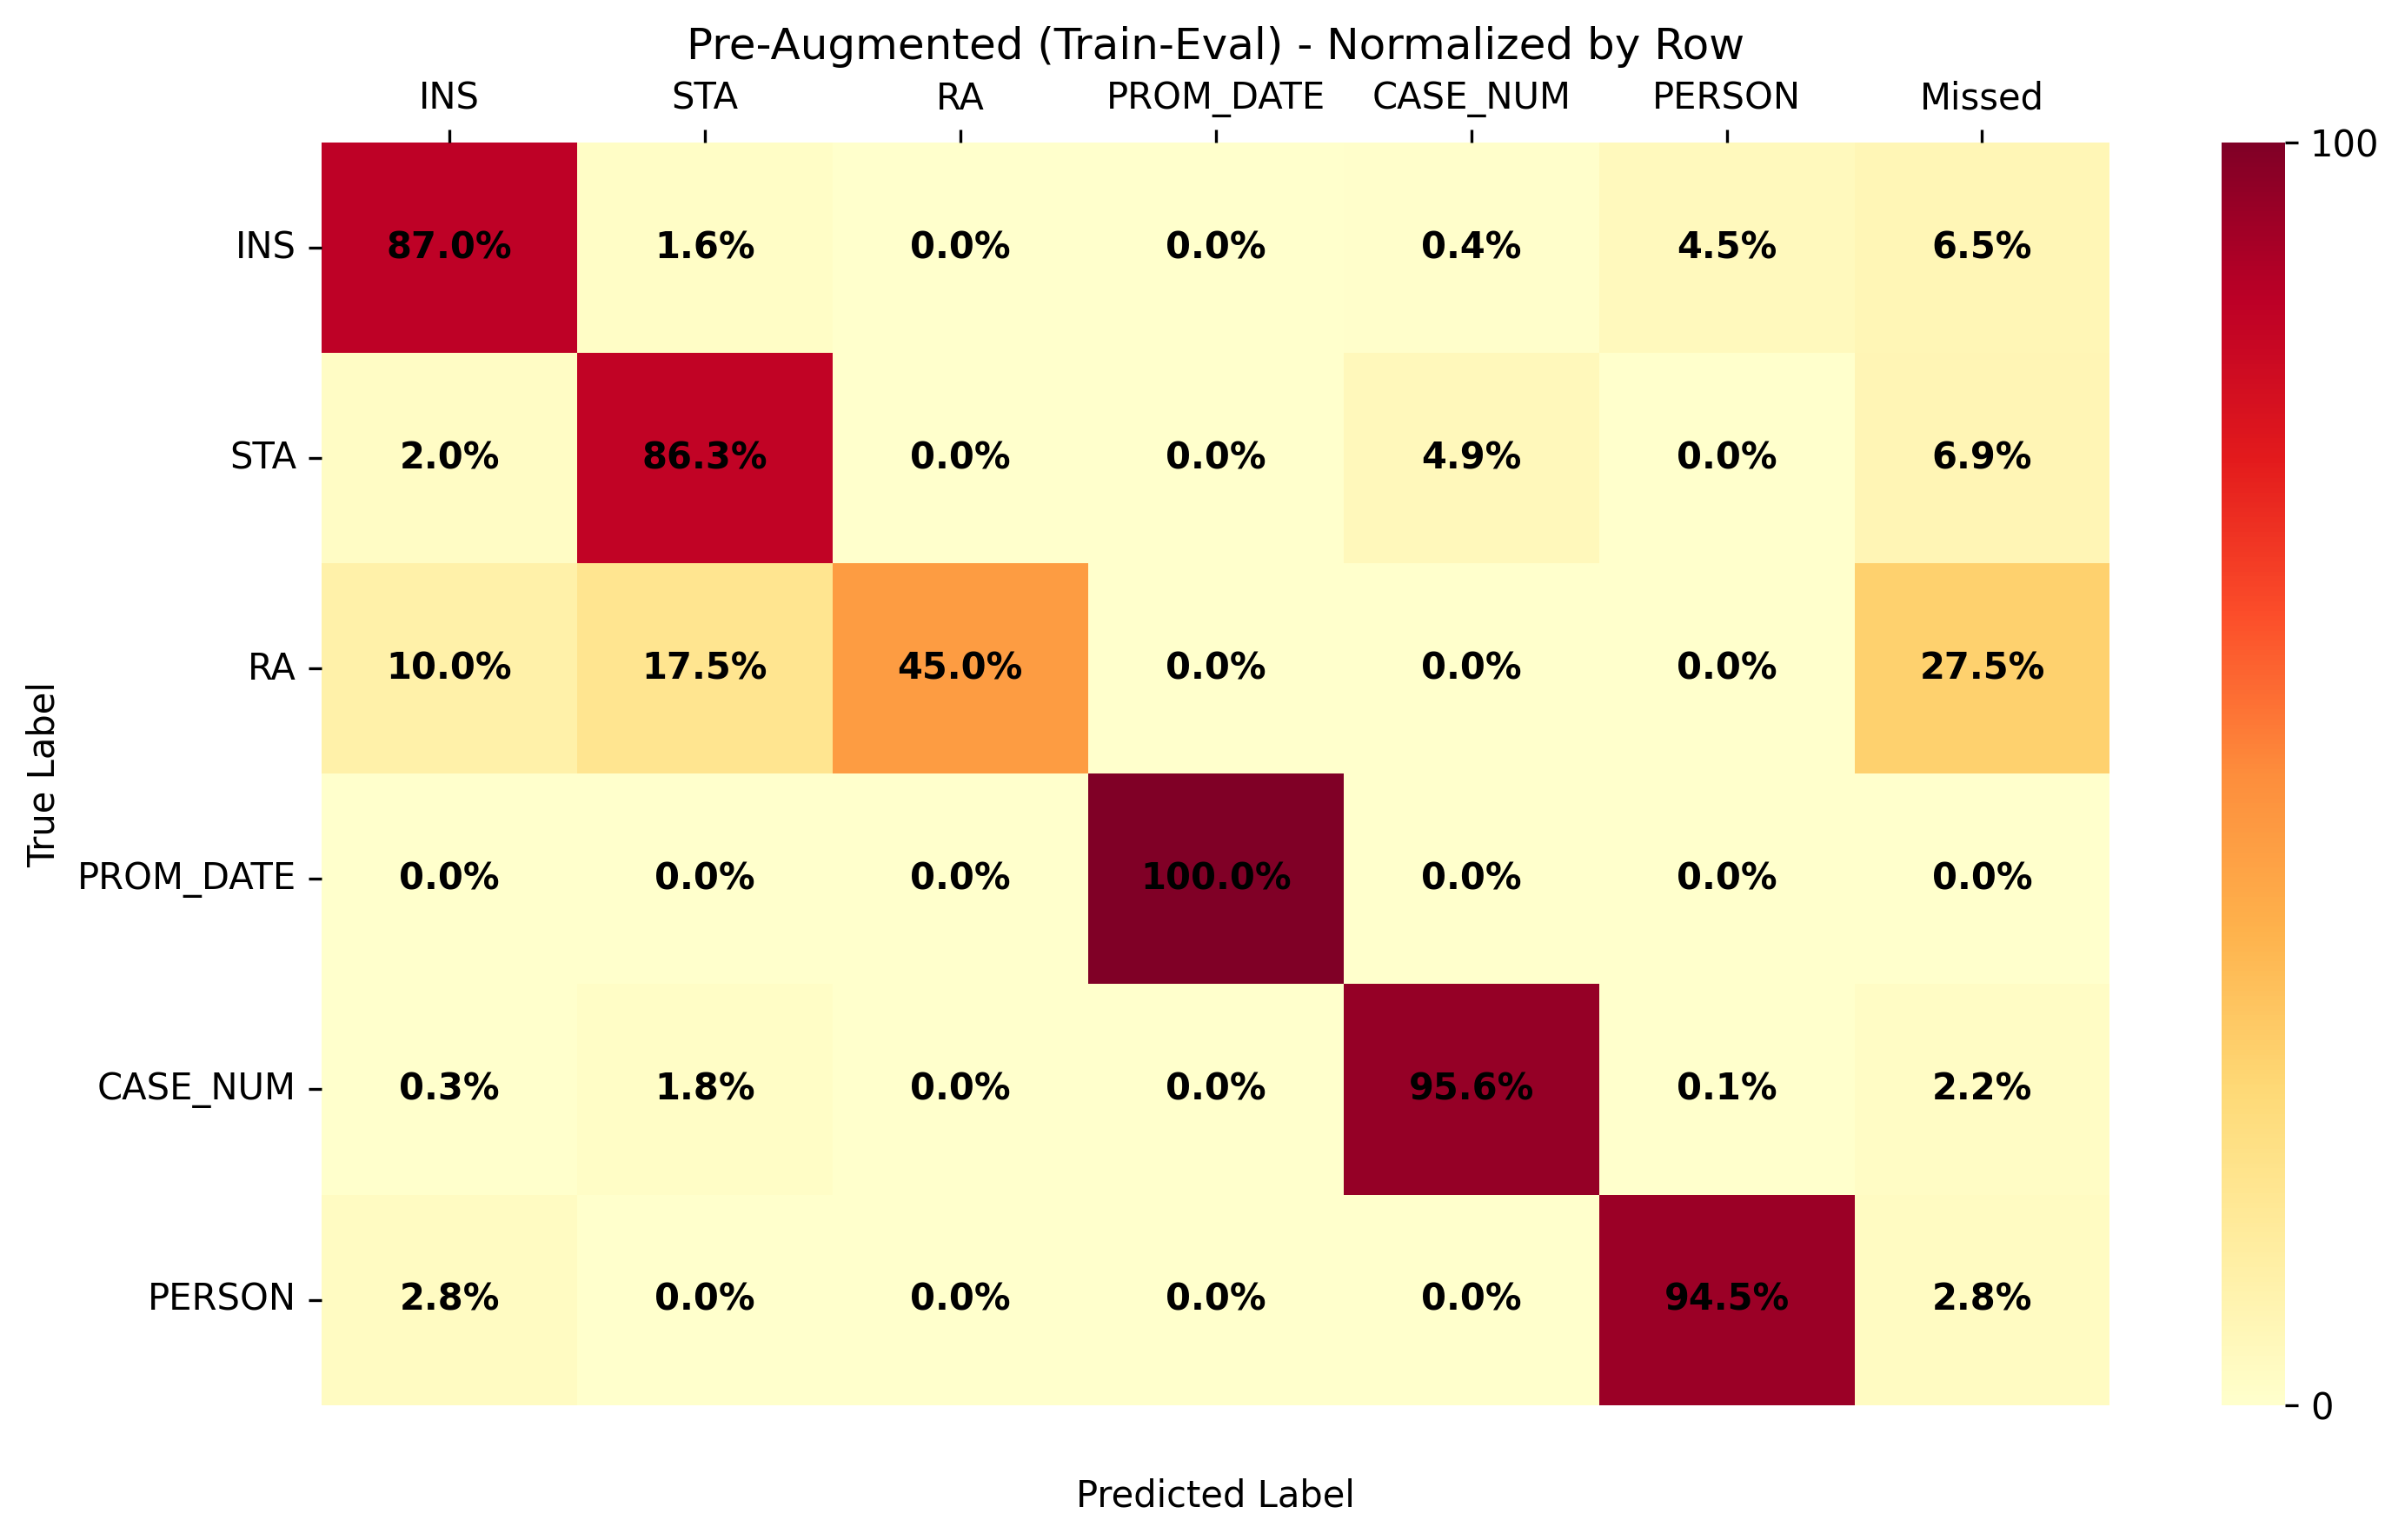 Pre-Augmented (Train-Eval) - Normalized by Row
INS STA RA PROM_DATE CASE_NUM PERSON Missed
100
INS 87.0% 1.6% 0.0% 0.0% 0.4% 4.5% 6.5%
STA 2.0% 86.3% 0.0% 0.0% 4.9% 0.0% 6.9%
RA 10.0% 17.5% 45.0% 0.0% 0.0% 0.0% 27.5%
True Label
PROM_DATE 0.0% 0.0% 0.0% 100.0% 0.0% 0.0% 0.0%
CASE_NUM 0.3% 1.8% 0.0% 0.0% 95.6% 0.1% 2.2%
PERSON 2.8% 0.0% 0.0% 0.0% 0.0% 94.5% 2.8%
0
Predicted Label